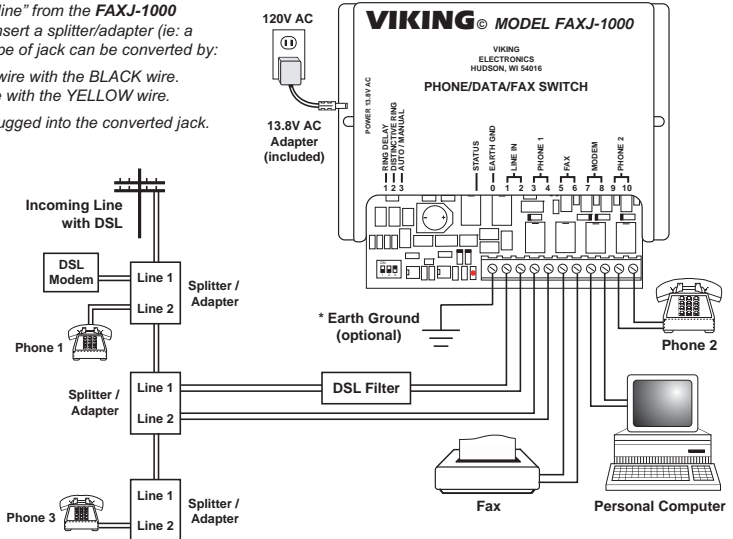 line" from the FAXJ-1000
nsert a splitter/adapter (ie: a
pe of jack can be converted by:
wire with the BLACK wire.
e with the YELLOW wire.
ugged into the converted jack.
120V AC
13.8V AC
Adapter
(included)
VIKING© MODEL FAXJ-1000
VIKING
ELECTRONICS
HUDSON, WI 54016
PHONE/DATA/FAX SWITCH
POWER 13.8V AC
RING DELAY
DISTINCTIVE RING
AUTO / MANUAL
1 2 3
STATUS
EARTH GND
LINE IN
PHONE 1
FAX
MODEM
PHONE 2
0 1 2 3 4 5 6 7 8 9 10
Incoming Line
with DSL
DSL
Modem
Line 1
Line 2
Splitter /
Adapter
Phone 1
* Earth Ground
(optional)
Phone 2
Splitter /
Adapter
Line 1
Line 2
DSL Filter
Fax
Personal Computer
Phone 3
Line 1
Line 2
Splitter /
Adapter